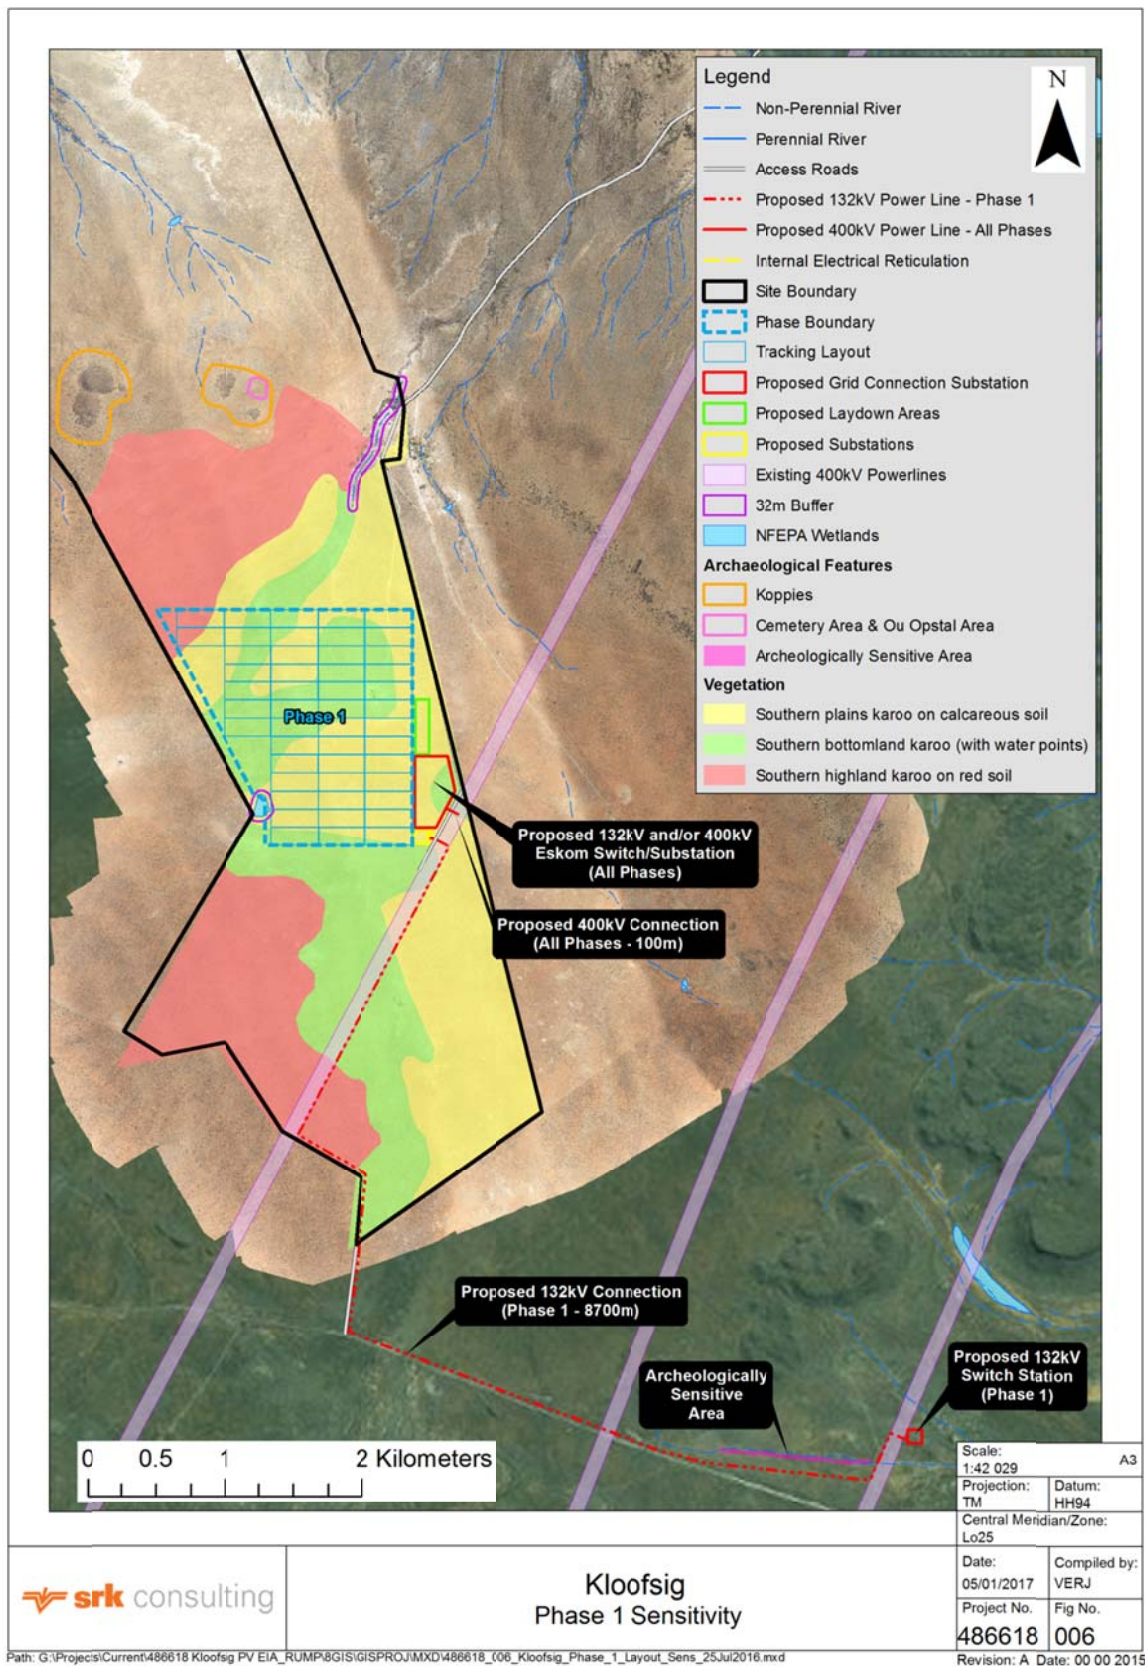 Legend
N
Non-Perennial River
Perennial River
Access Roads
Proposed 132kV Power Line - Phase 1
Proposed 400kV Power Line - All Phases
Internal Electrical Reticulation
Site Boundary
Phase Boundary
Tracking Layout
Proposed Grid Connection Substation
Proposed Laydown Areas
Proposed Substations
Existing 400kV Powerlines
32m Buffer
NFEPA Wetlands
Archaeological Features
Koppies
Cemetery Area & Ou Opstal Area
Archeologically Sensitive Area
Vegetation
Southern plains karoo on calcareous soil
Southern bottomland karoo (with water points)
Southern highland karoo on red soil
Phase 1
Proposed 132kV and/or 400kV
Eskom Switch/Substation
(All Phases)
Proposed 400kV Connection
(All Phases - 100m)
Proposed 132kV Connection
(Phase 1 - 8700m)
Archeologically
Sensitive
Area
Proposed 132kV
Switch Station
(Phase 1)
0 0.5 1 2 Kilometers
Scale:
1:42 029 A3
Projection:
TM
Datum:
HH94
Central Meridian/Zone:
Lo25
Date:
05/01/2017
Compiled by:
VERJ
Project No.
486618
Fig No.
006
srk consulting
Kloofsig
Phase 1 Sensitivity
Path: G:\Projects\Current\486618 Kloofsig PV EIA_RUMP\8GIS\GISPROJ\MXD\486618_006_Kloofsig_Phase_1_Layout_Sens_25Jul2016.mxd
Revision: A Date: 00 00 2015